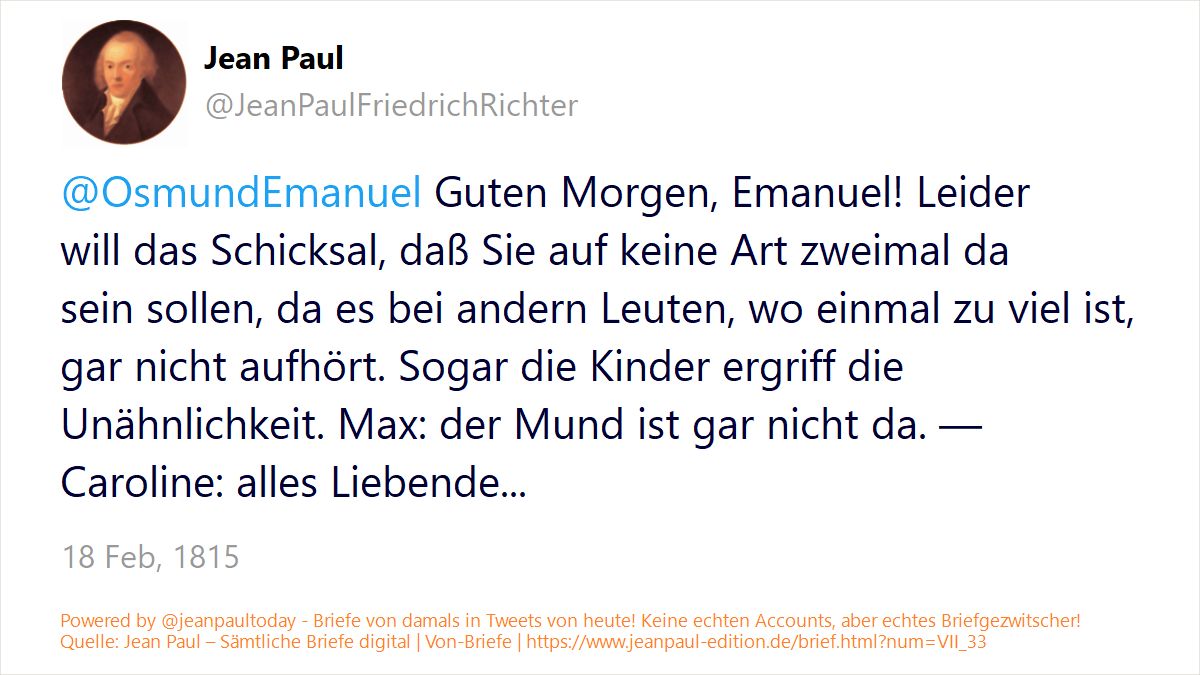 Jean Paul
@JeanPaulFriedrichRichter
@OsmundEmanuel Guten Morgen, Emanuel! Leider
will das Schicksal, daß Sie auf keine Art zweimal da
sein sollen, da es bei andern Leuten, wo einmal zu viel ist,
gar nicht aufhört. Sogar die Kinder ergriff die
Unähnlichkeit. Max: der Mund ist gar nicht da. —
Caroline: alles Liebende...
18 Feb, 1815
Powered by @jeanpaultoday - Briefe von damals in Tweets von heute! Keine echten Accounts, aber echtes Briefgezwitscher!
Quelle: Jean Paul – Sämtliche Briefe digital | Von-Briefe | https://www.jeanpaul-edition.de/brief.html?num=VII_33